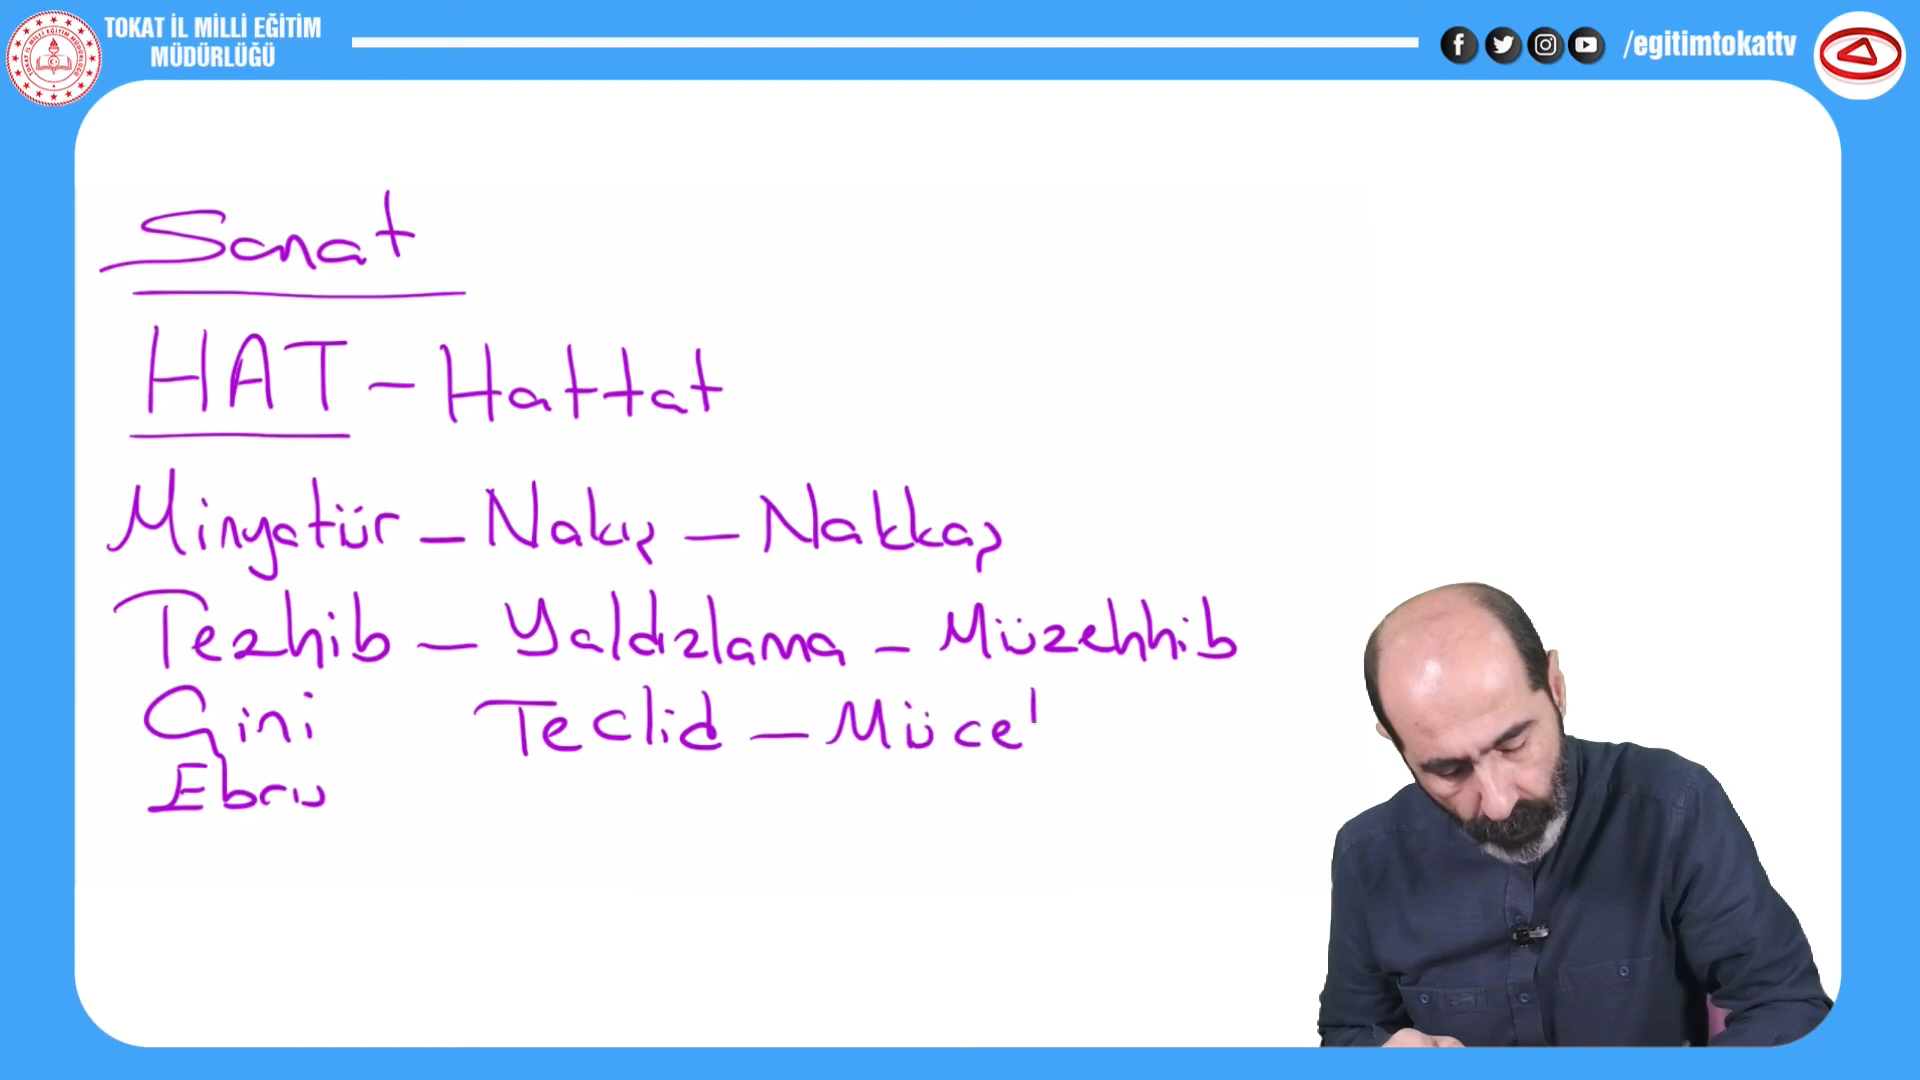 TOKAT İL MİLLİ EĞİTİM
MÜDÜRLÜĞÜ
/egitimtokattv
Sanat
HAT - Hattat
Minyatür - Nakış - Nakkaş
Tezhib - Yaldızlama - Müzehhib
Çini Teclid - Mücel
Ebru